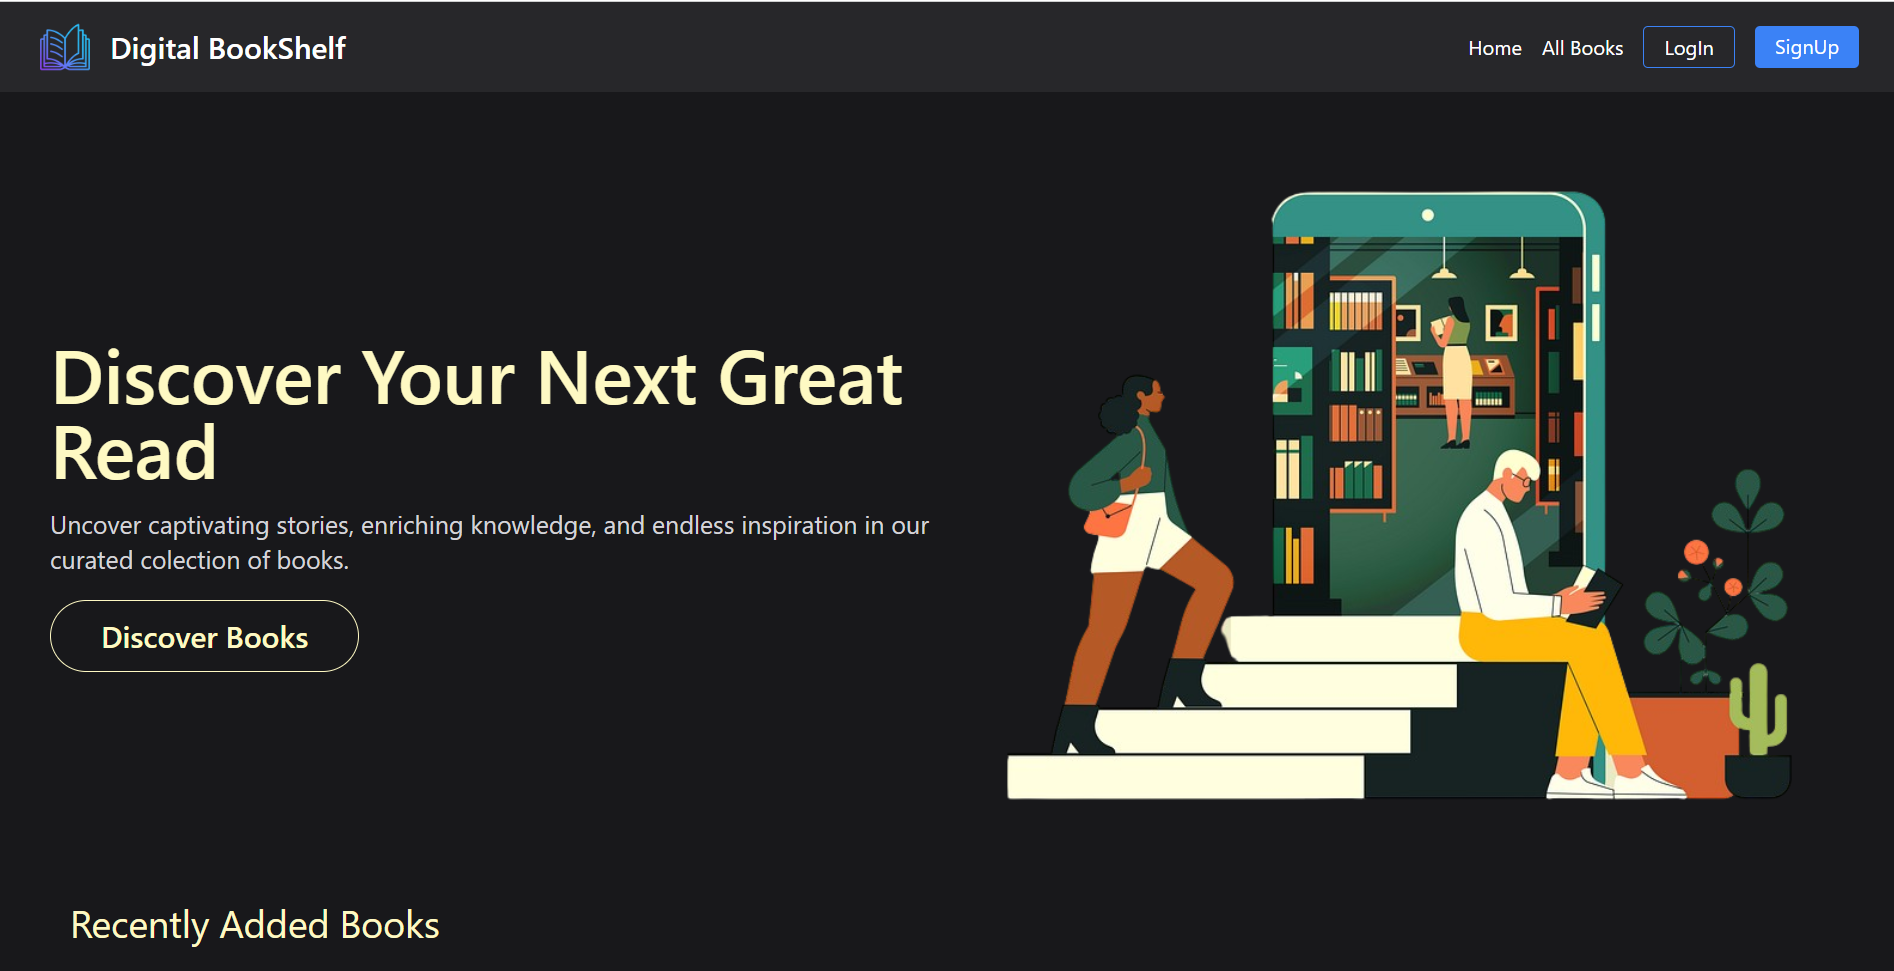 Digital BookShelf
Home
All Books
LogIn
SignUp
Discover Your Next Great
Read
Uncover captivating stories, enriching knowledge, and endless inspiration in our
curated colection of books.
Discover Books
Recently Added Books